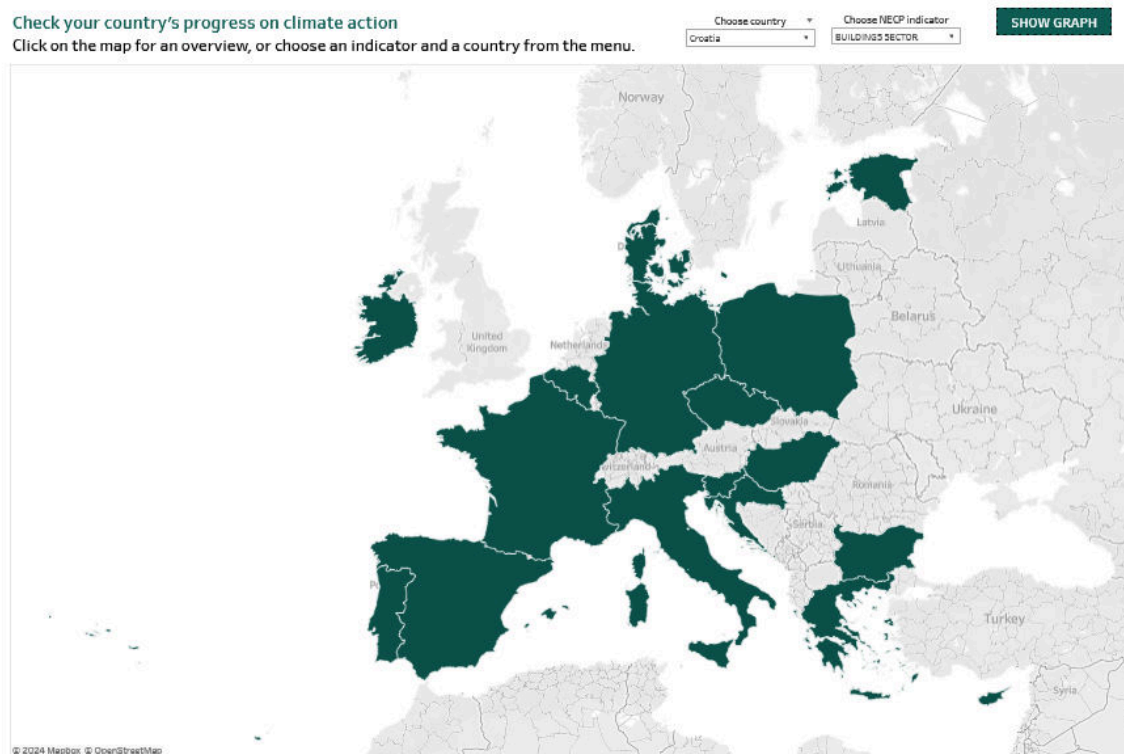 Check your country's progress on climate action
Click on the map for an overview, or choose an indicator and a country from the menu.
Choose country
Croatia
Choose NECP indicator
BUILDINGS SECTOR
SHOW GRAPH
Norway
Latvia
Lithuania
Belarus
United
Kingdom
Netherlands
Ukraine
Slovakia
Austria
witzerland
Romania
Serbia
Turkey
Syria
© 2024 Mapbox © OpenStreetMap